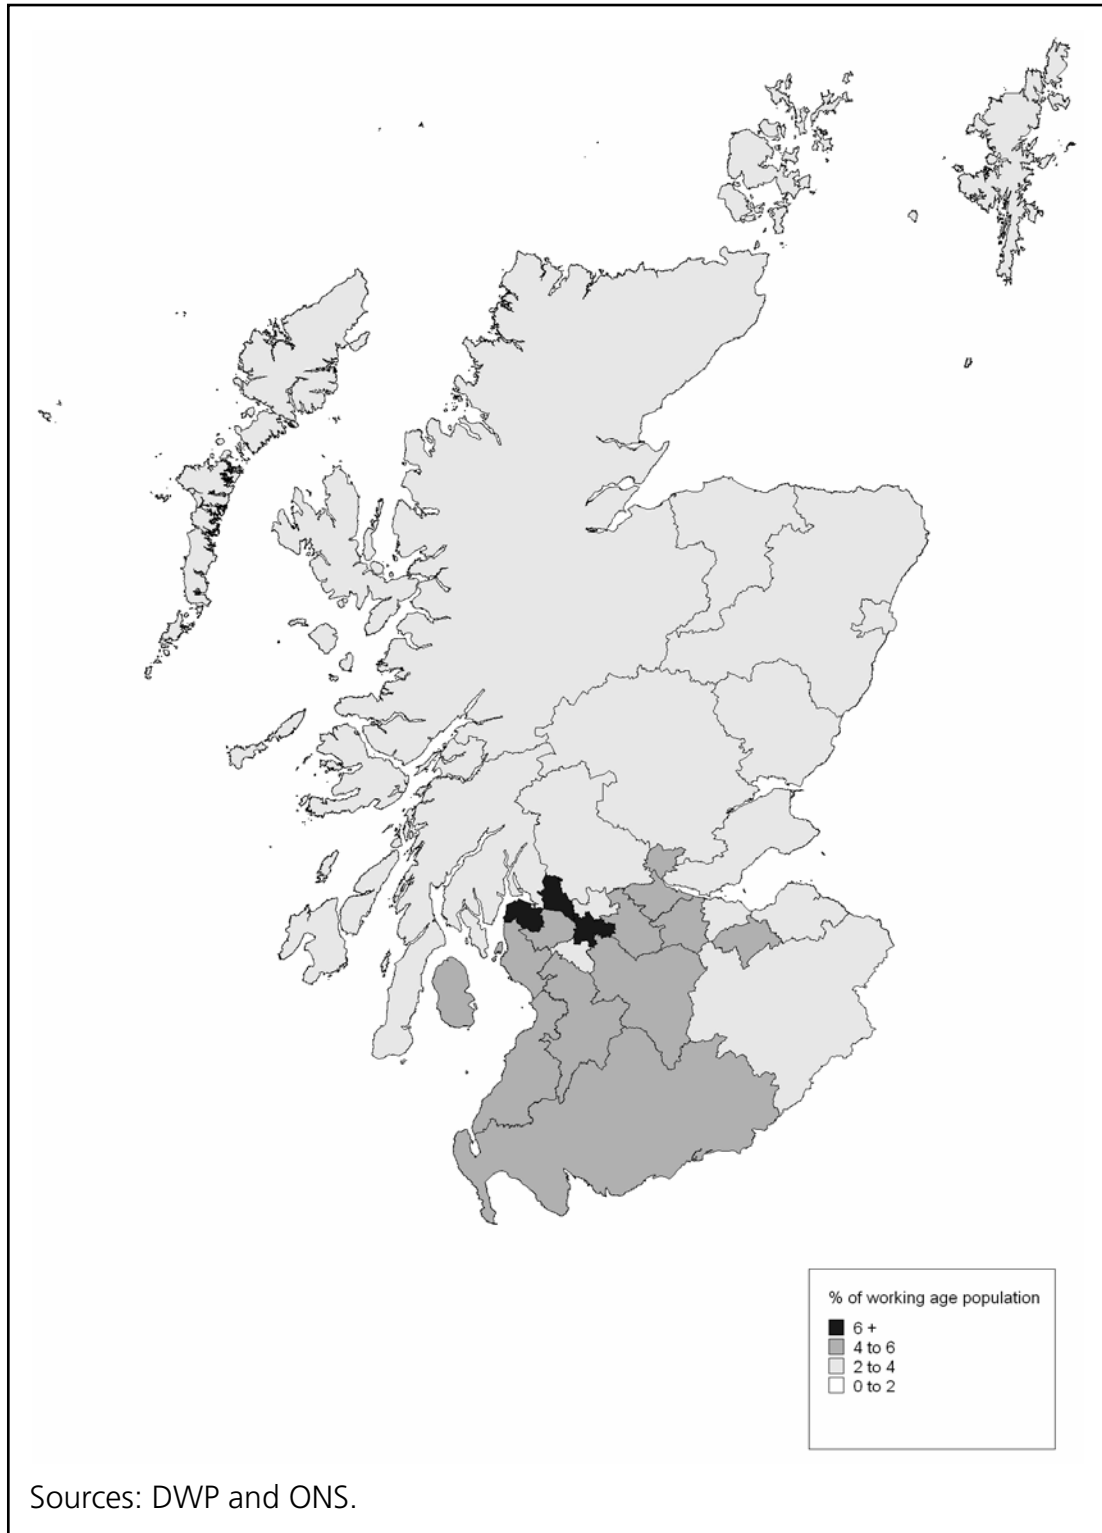 % of working age population
6 +
4 to 6
2 to 4
0 to 2
Sources: DWP and ONS.